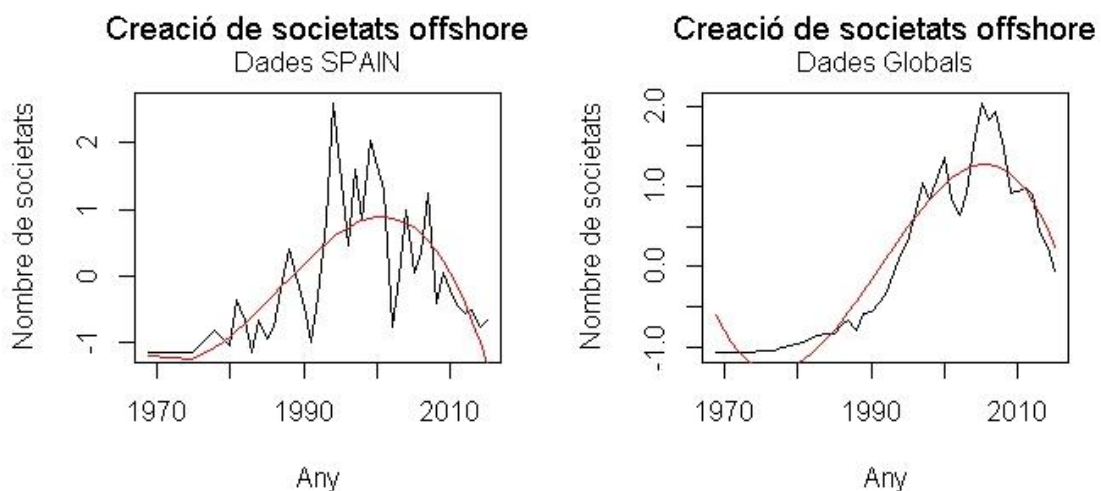 Creació de societats offshore
Dades SPAIN
Nombre de societats
2
1
0
-1
1970 1990 2010
Any
Creació de societats offshore
Dades Globals
Nombre de societats
2.0
1.0
0.0
-1.0
1970 1990 2010
Any